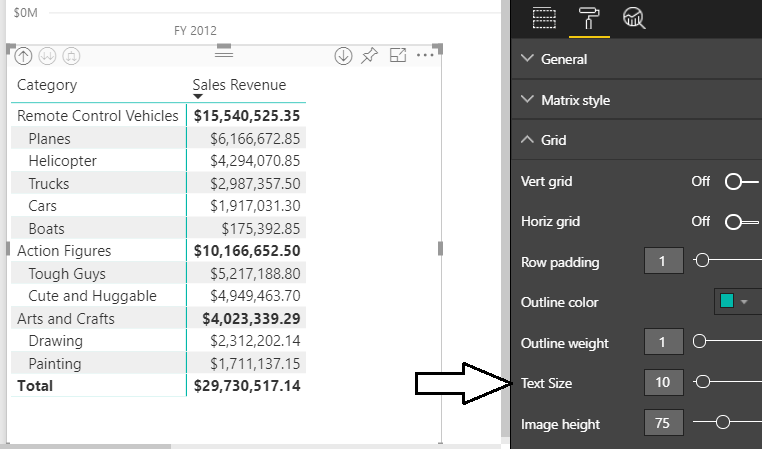 $0M
FY 2012
Category Sales Revenue
Remote Control Vehicles $15,540,525.35
Planes $6,166,672.85
Helicopter $4,294,070.85
Trucks $2,987,357.50
Cars $1,917,031.30
Boats $175,392.85
Action Figures $10,166,652.50
Tough Guys $5,217,188.80
Cute and Huggable $4,949,463.70
Arts and Crafts $4,023,339.29
Drawing $2,312,202.14
Painting $1,711,137.15
Total $29,730,517.14
General
Matrix style
Grid
Vert grid Off
Horiz grid Off
Row padding 1
Outline color
Outline weight 1
Text Size 10
Image height 75